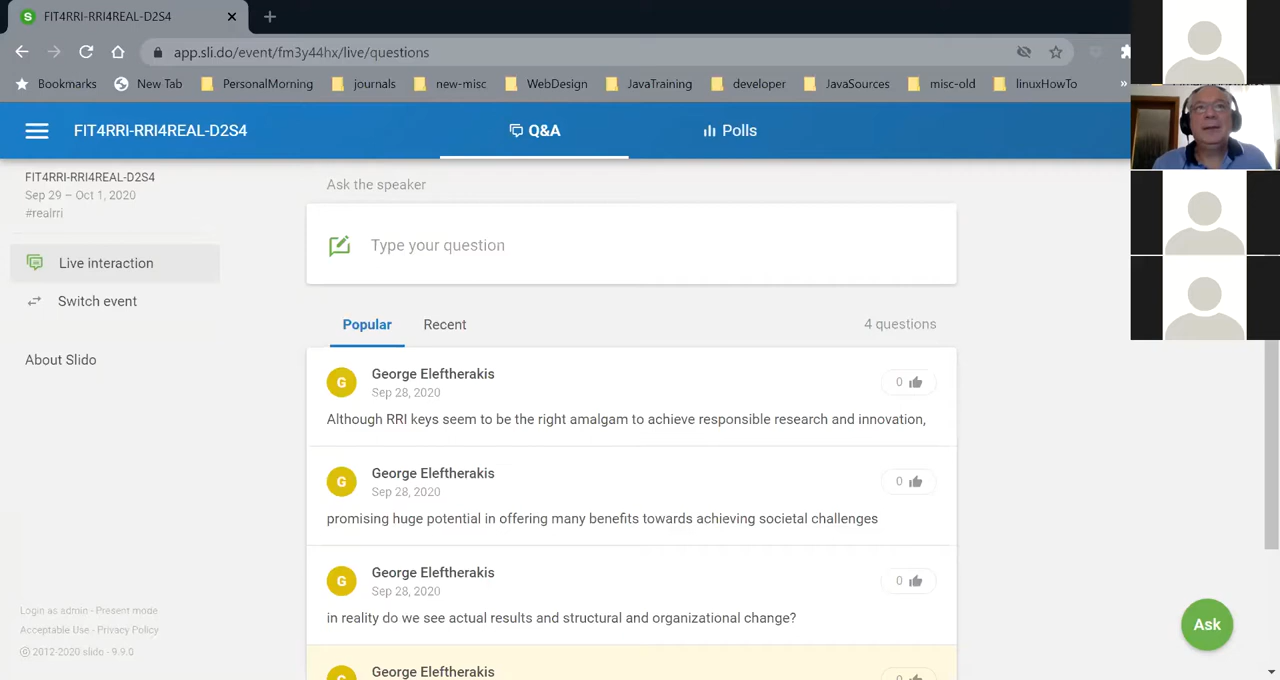 FIT4RRI-RRI4REAL-D2S4
app.sli.do/event/fm3y44hx/live/questions
Bookmarks
New Tab
PersonalMorning
journals
new-misc
WebDesign
JavaTraining
developer
JavaSources
misc-old
linuxHowTo
FIT4RRI-RRI4REAL-D2S4
Q&A
Polls
FIT4RRI-RRI4REAL-D2S4
Sep 29 – Oct 1, 2020
#realrri
Live interaction
Switch event
About Slido
Login as admin - Present mode
Acceptable Use - Privacy Policy
© 2012-2020 slido - 9.9.0
Ask the speaker
Type your question
Popular
Recent
4 questions
G
George Eleftherakis
Sep 28, 2020
0
Although RRI keys seem to be the right amalgam to achieve responsible research and innovation,
G
George Eleftherakis
Sep 28, 2020
0
promising huge potential in offering many benefits towards achieving societal challenges
G
George Eleftherakis
Sep 28, 2020
0
in reality do we see actual results and structural and organizational change?
George Eleftherakis
Ask